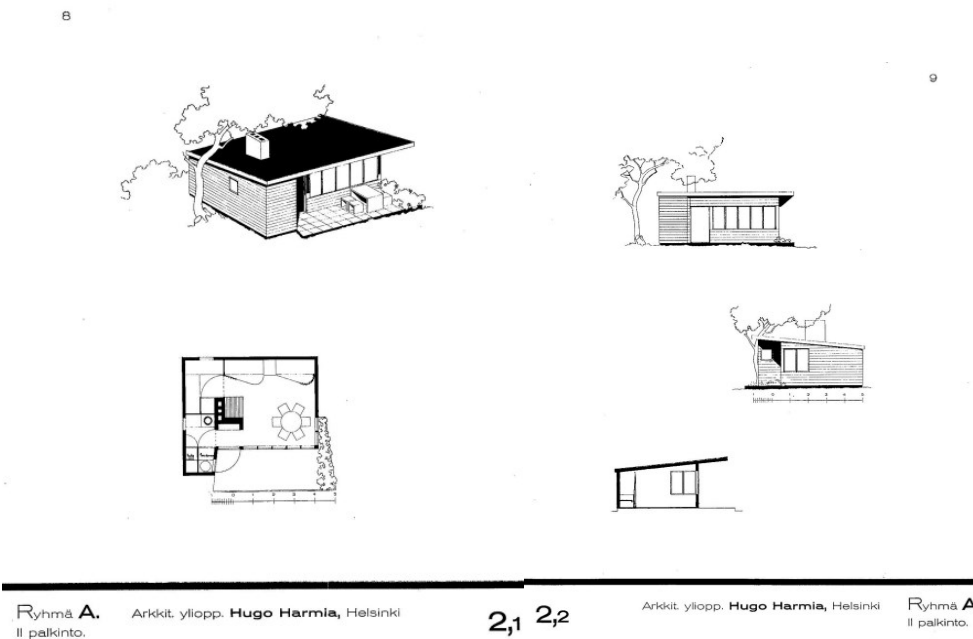 8
9
Ryhmä A.
II palkinto.
Arkkit. yliopp. Hugo Harmia, Helsinki
2,1
2,2
Arkkit. yliopp. Hugo Harmia, Helsinki
Ryhmä A
II palkinto.